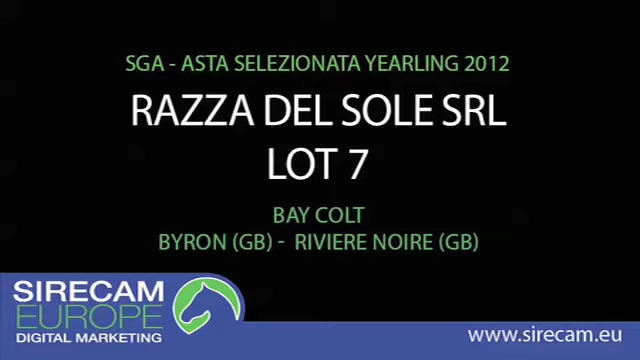 SGA - ASTA SELEZIONATA YEARLING 2012
RAZZA DEL SOLE SRL
LOT 7
BAY COLT
BYRON (GB) - RIVIERE NOIRE (GB)
SIRECAM
EUROPE
DIGITAL MARKETING
www.sirecam.eu